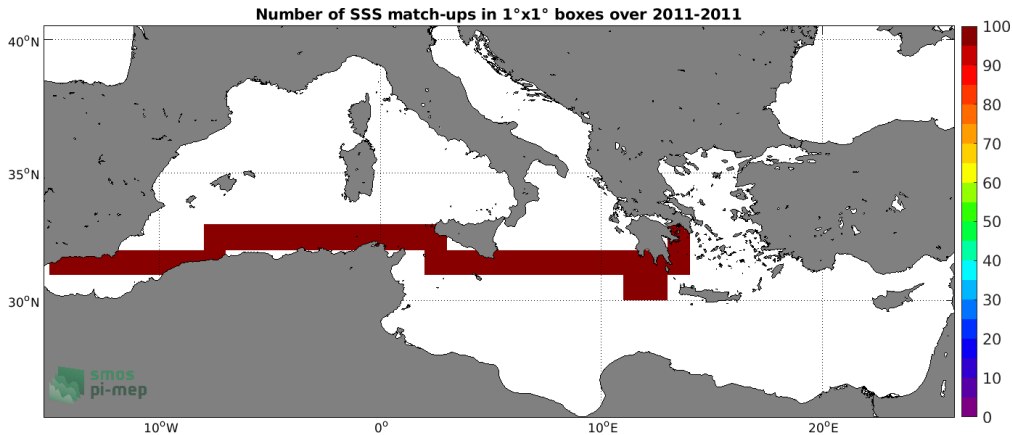 Number of SSS match-ups in 1°x1° boxes over 2011-2011
40°N
35°N
30°N
10°W
0°
10°E
20°E
100
90
80
70
60
50
40
30
20
10
0
smos
pi-mep